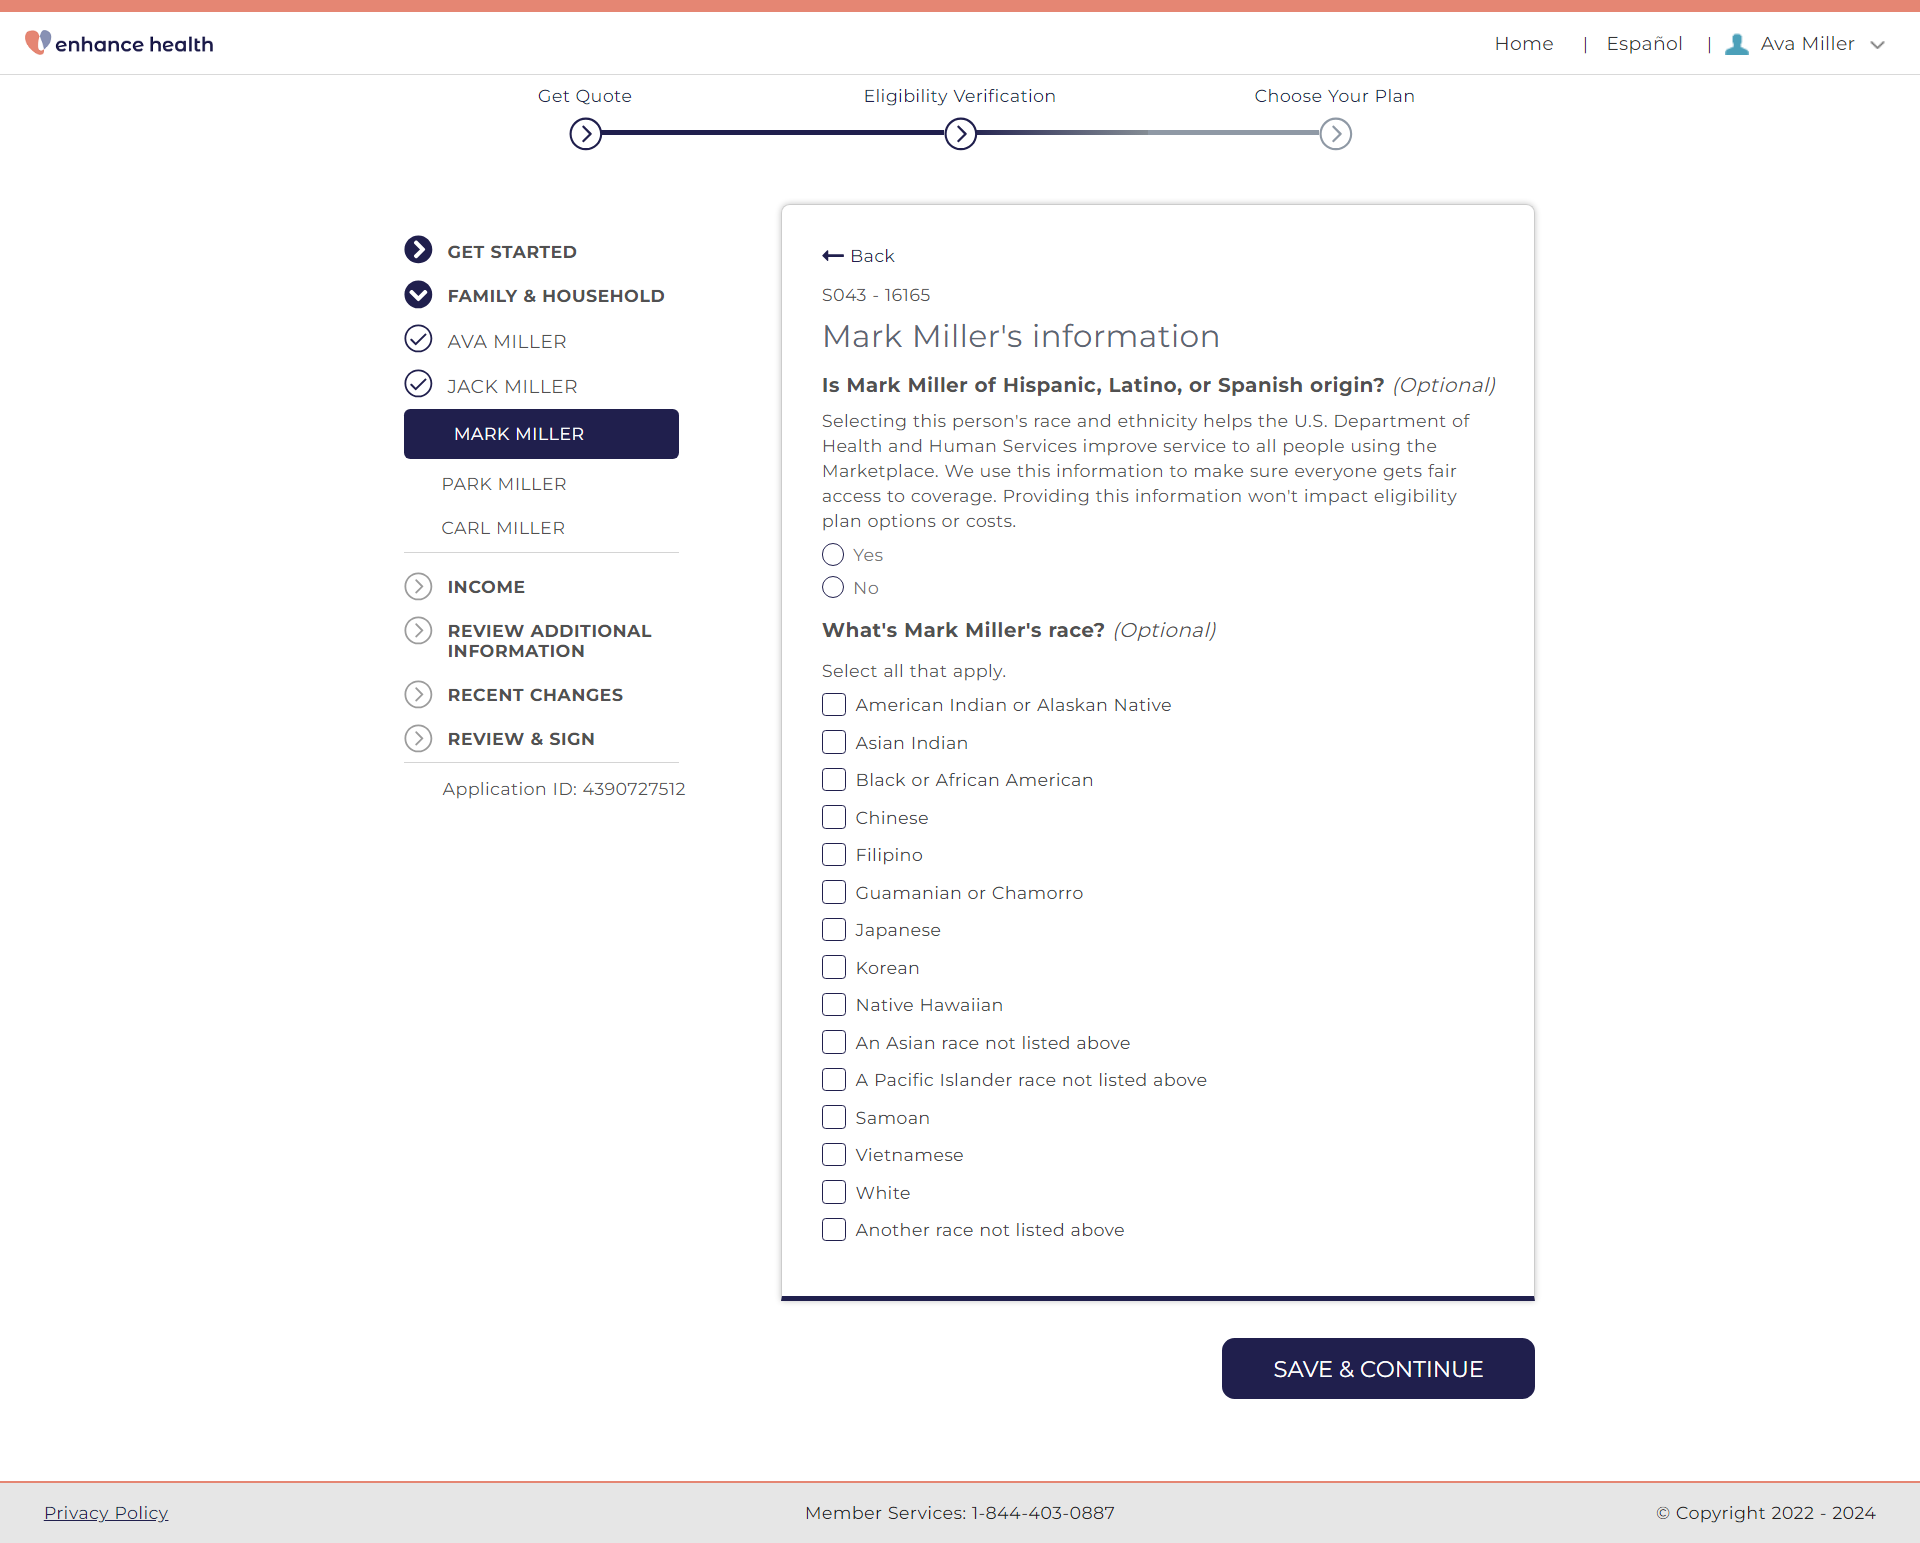 enhance health
Home | Español | Ava Miller
Get Quote
Eligibility Verification
Choose Your Plan
GET STARTED
FAMILY & HOUSEHOLD
AVA MILLER
JACK MILLER
MARK MILLER
PARK MILLER
CARL MILLER
INCOME
REVIEW ADDITIONAL
INFORMATION
RECENT CHANGES
REVIEW & SIGN
Application ID: 4390727512
Back
S043 - 16165
Mark Miller's information
Is Mark Miller of Hispanic, Latino, or Spanish origin? (Optional)
Selecting this person's race and ethnicity helps the U.S. Department of
Health and Human Services improve service to all people using the
Marketplace. We use this information to make sure everyone gets fair
access to coverage. Providing this information won't impact eligibility
plan options or costs.
Yes
No
What's Mark Miller's race? (Optional)
Select all that apply.
American Indian or Alaskan Native
Asian Indian
Black or African American
Chinese
Filipino
Guamanian or Chamorro
Japanese
Korean
Native Hawaiian
An Asian race not listed above
A Pacific Islander race not listed above
Samoan
Vietnamese
White
Another race not listed above
SAVE & CONTINUE
Privacy Policy
Member Services: 1-844-403-0887
© Copyright 2022 - 2024